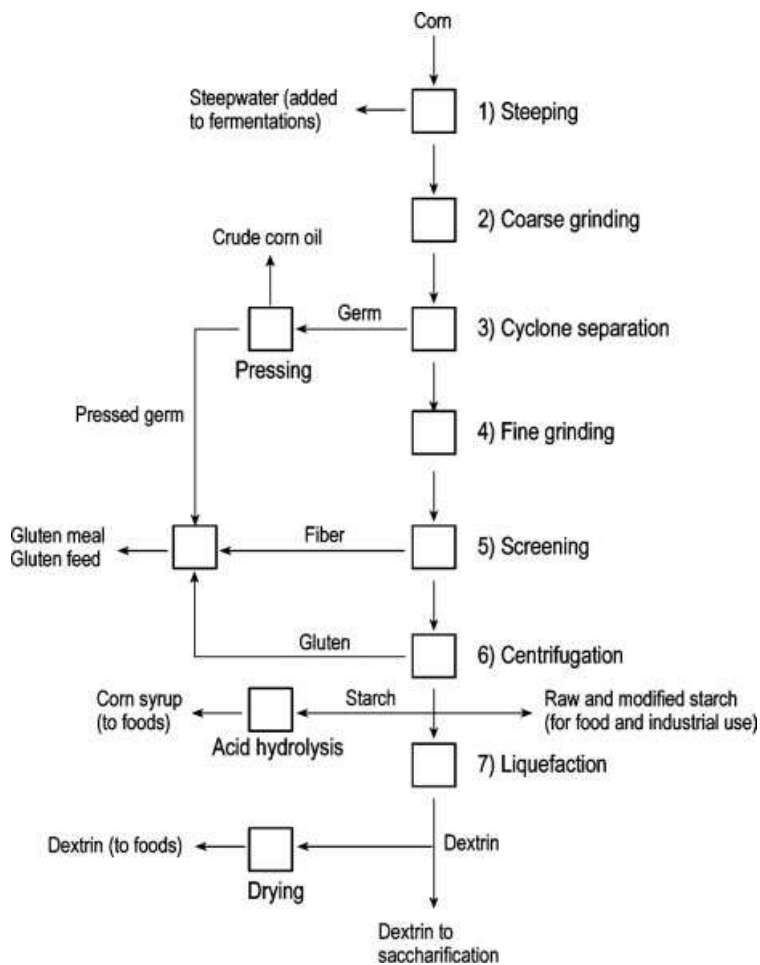 Corn
Steepwater (added
to fermentations)
1) Steeping
2) Coarse grinding
Crude corn oil
Germ
3) Cyclone separation
Pressing
Pressed germ
4) Fine grinding
Gluten meal
Gluten feed
Fiber
5) Screening
Gluten
6) Centrifugation
Corn syrup
(to foods)
Starch
Raw and modified starch
(for food and industrial use)
Acid hydrolysis
7) Liquefaction
Dextrin (to foods)
Dextrin
Drying
Dextrin to
saccharification